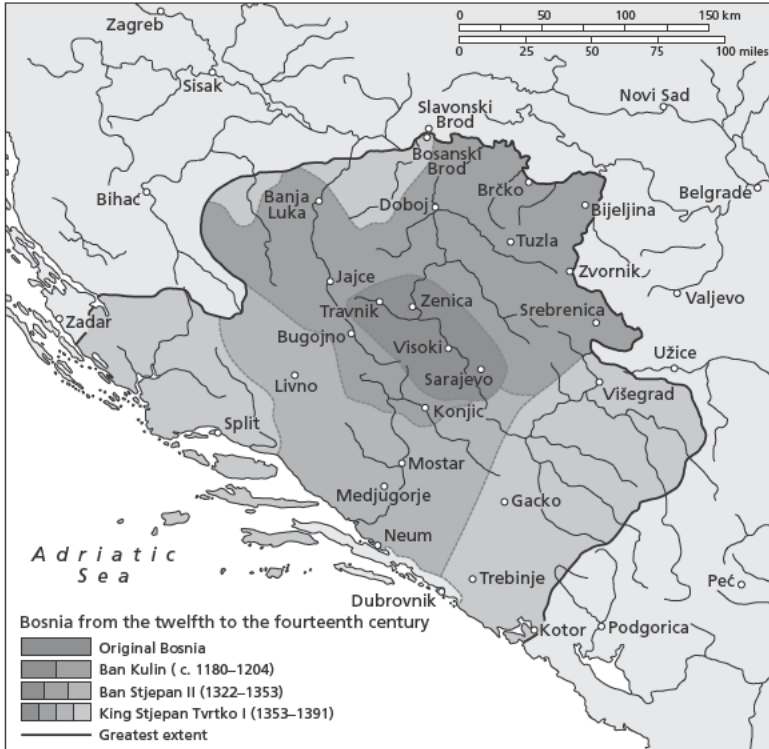 Zagreb
0 50 100 150 km
0 25 50 75 100 miles
Sisak
Novi Sad
Slavonski
Brod
Bosanski
Brod
Bihać
Banja
Luka
Doboj
Brčko
Bijeljina
Belgrade
Tuzla
Jajce
Zvornik
Travnik
Zenica
Srebrenica
Valjevo
Zadar
Bugojno
Visoki
Užice
Livno
Sarajevo
Višegrad
Konjic
Split
Mostar
Medjugorje
Gacko
Neum
Adriatic
Sea
Trebinje
Peć
Dubrovnik
Kotor
Podgorica
Bosnia from the twelfth to the fourteenth century
Original Bosnia
Ban Kulin ( c. 1180–1204)
Ban Stjepan II (1322–1353)
King Stjepan Tvrtko I (1353–1391)
Greatest extent